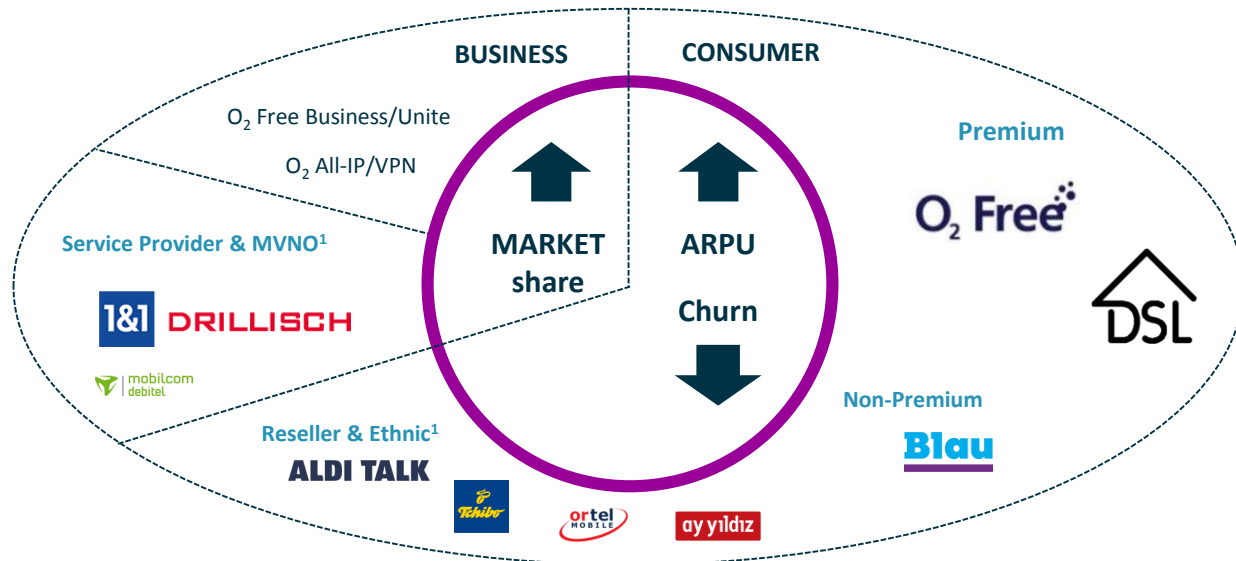 BUSINESS
CONSUMER
O₂ Free Business/Unite
O₂ All-IP/VPN
Service Provider & MVNO¹
1&1 DRILLISCH
mobilcom
debitel
MARKET
share
ARPU
Churn
Premium
O₂ Free
DSL
Non-Premium
Blau
Reseller & Ethnic¹
ALDI TALK
Tchibo
ortel
MOBILE
ay yıldız